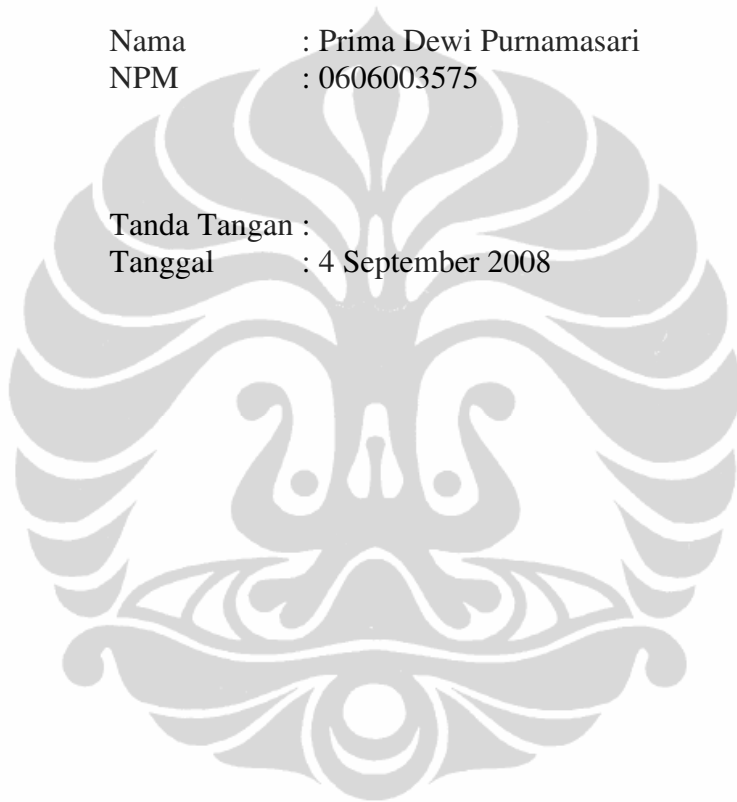 Nama : Prima Dewi Purnamasari
NPM : 0606003575
Tanda Tangan :
Tanggal : 4 September 2008